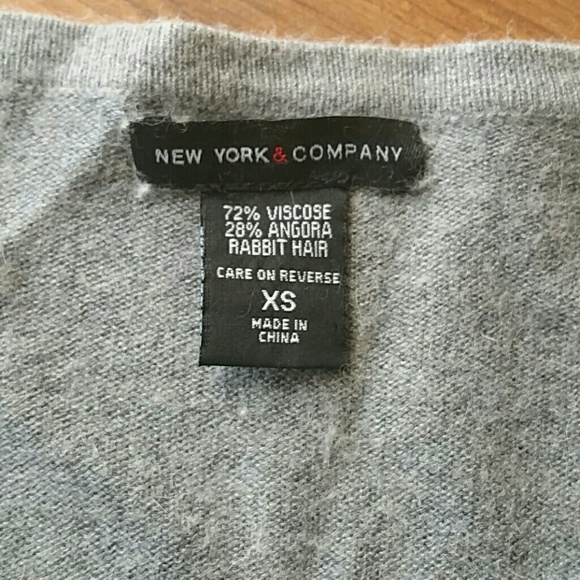 NEW YORK & COMPANY
72% VISCOSE
28% ANGORA
RABBIT HAIR
CARE ON REVERSE
XS
MADE IN
CHINA